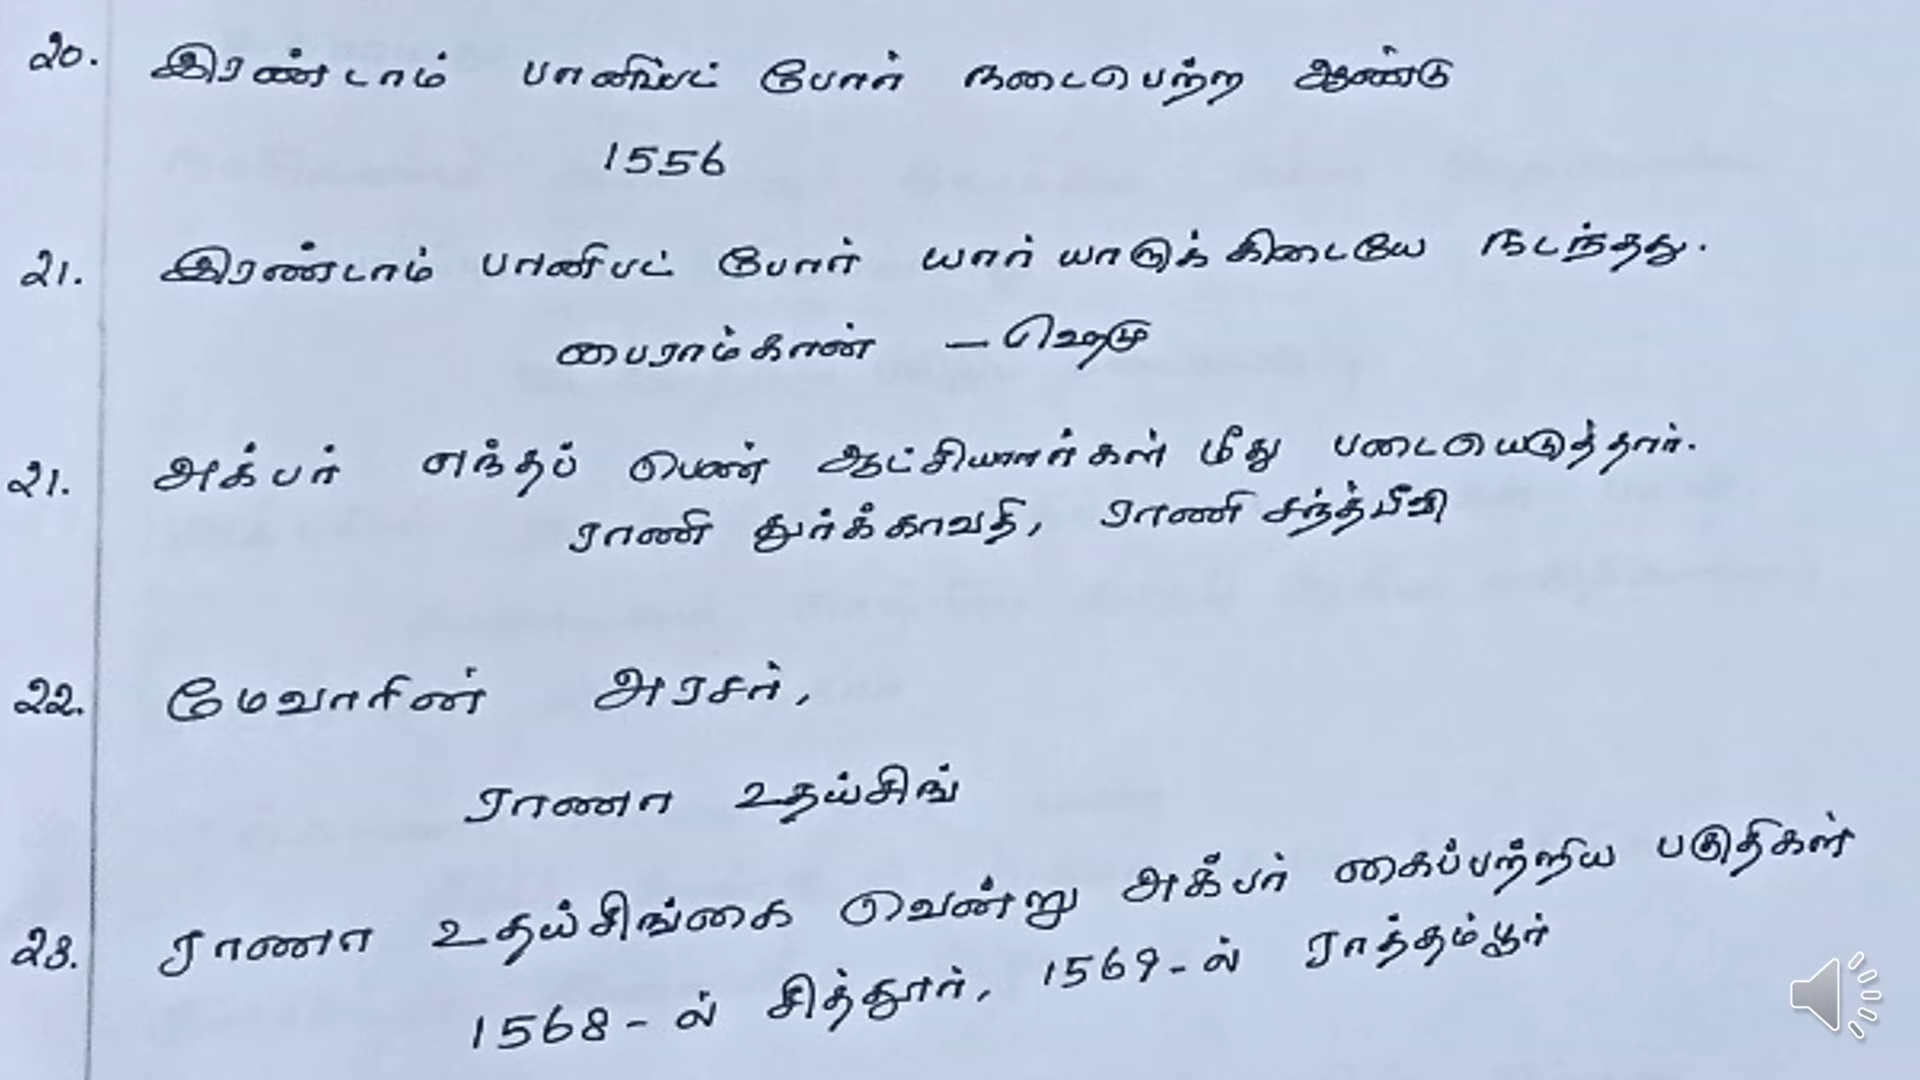 20. இரண்டாம் பானிபட் போர் நடைபெற்ற ஆண்டு
1556
21. இரண்டாம் பானிபட் போர் யார் யாருக்கிடையே நடந்தது.
பைராம்கான் - ஹெமு
21. அக்பர் எந்தப் பெண் ஆட்சியாளர்கள் மீது படையெடுத்தார்.
ராணி துர்க்காவதி, ராணி சந்த்பீவி
22. மேவாரின் அரசர்,
ராணா உதய்சிங்
23. ராணா உதய்சிங்கை வென்று அக்பர் கைப்பற்றிய பகுதிகள்
1568-ல் சித்தூர், 1569-ல் ராத்தம்பூர்